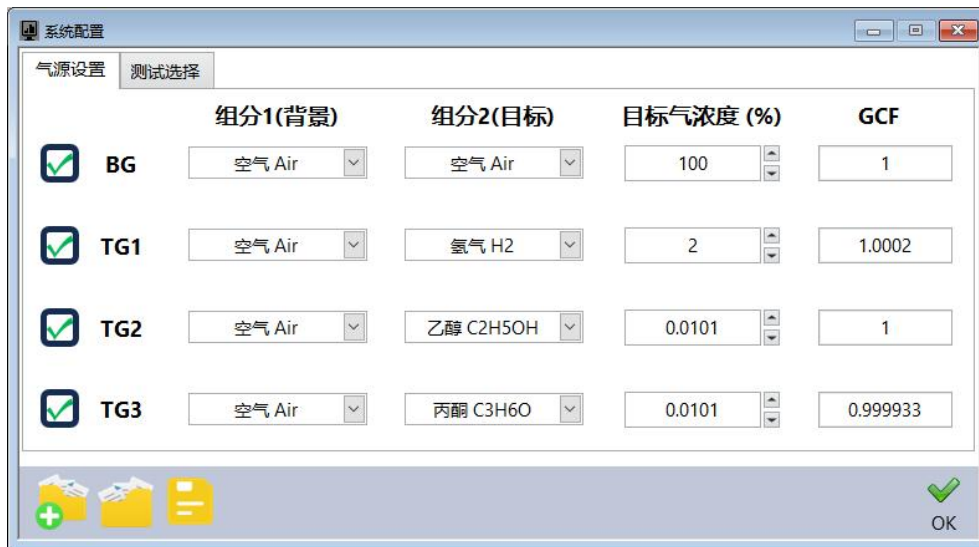 系统配置
气源设置 测试选择
组分1(背景) 组分2(目标) 目标气浓度 (%) GCF
BG 空气 Air 空气 Air 100 1
TG1 空气 Air 氢气 H2 2 1.0002
TG2 空气 Air 乙醇 C2H5OH 0.0101 1
TG3 空气 Air 丙酮 C3H6O 0.0101 0.999933
OK